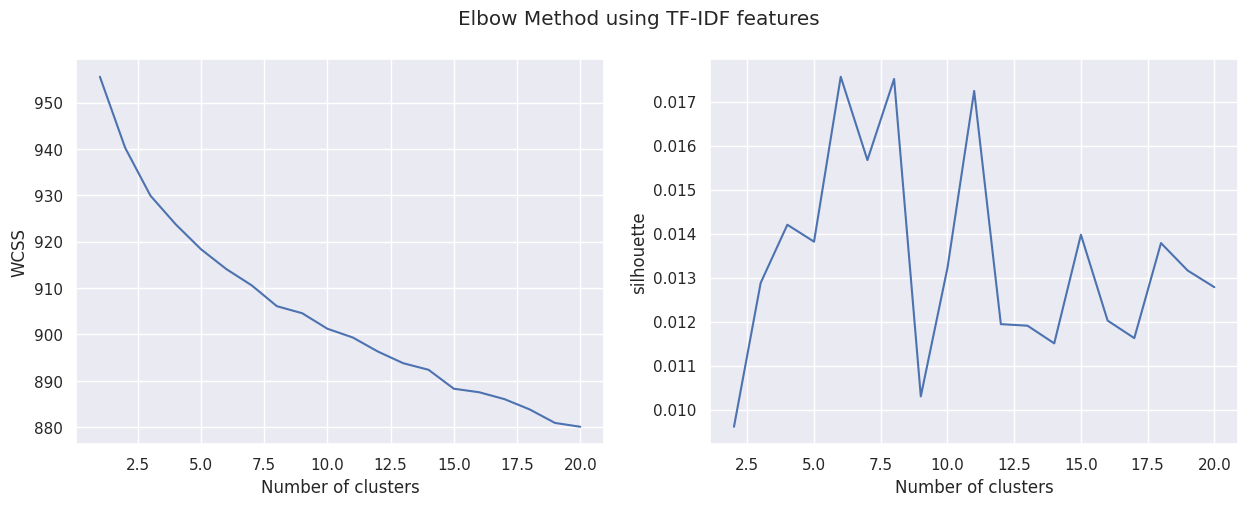 Elbow Method using TF-IDF features
WCSS
950
940
930
920
910
900
890
880
2.5 5.0 7.5 10.0 12.5 15.0 17.5 20.0
Number of clusters
silhouette
0.017
0.016
0.015
0.014
0.013
0.012
0.011
0.010
2.5 5.0 7.5 10.0 12.5 15.0 17.5 20.0
Number of clusters